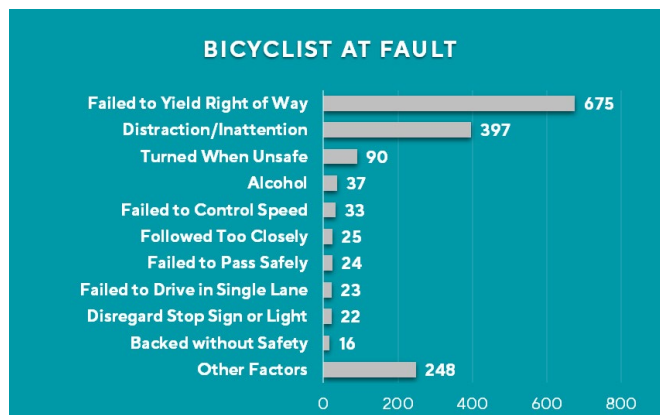 BICYCLIST AT FAULT
Failed to Yield Right of Way 675
Distraction/Inattention 397
Turned When Unsafe 90
Alcohol 37
Failed to Control Speed 33
Followed Too Closely 25
Failed to Pass Safely 24
Failed to Drive in Single Lane 23
Disregard Stop Sign or Light 22
Backed without Safety 16
Other Factors 248
0 200 400 600 800